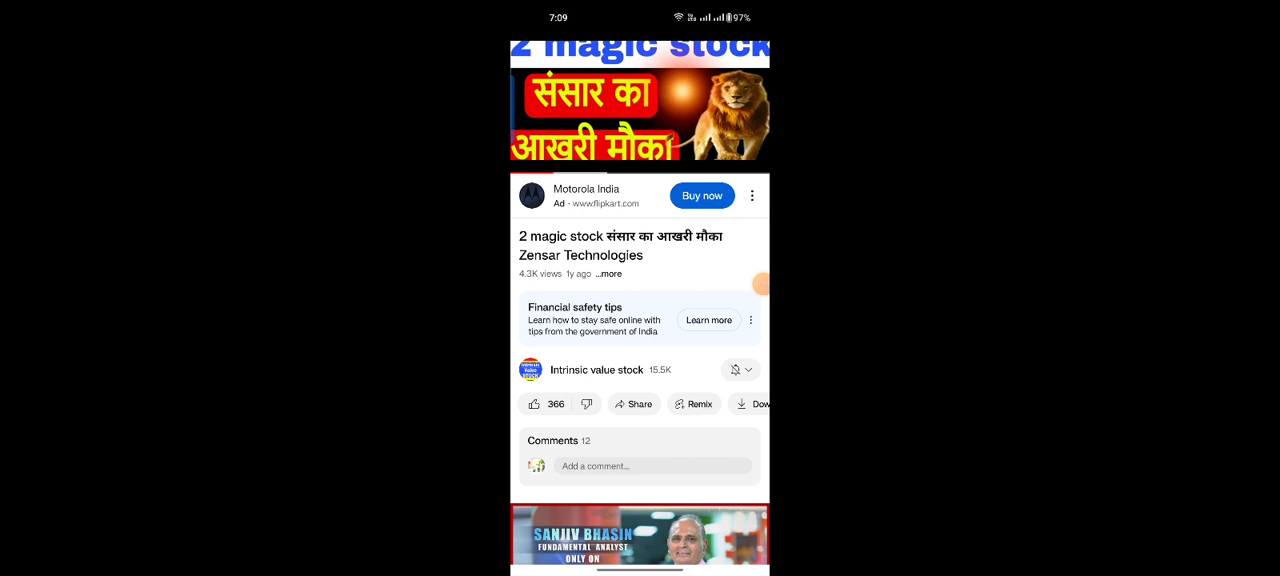 7:09
97%
2 magic stock
संसार का
आखरी मौका
Motorola India
Ad · www.flipkart.com
Buy now
2 magic stock संसार का आखरी मौका
Zensar Technologies
4.3K views 1y ago ...more
Financial safety tips
Learn how to stay safe online with
tips from the government of India
Learn more
Intrinsic value stock 15.5K
366
Share
Remix
Dow
Comments 12
Add a comment...
SANJIV BHASIN
FUNDAMENTAL ANALYST
ONLY ON